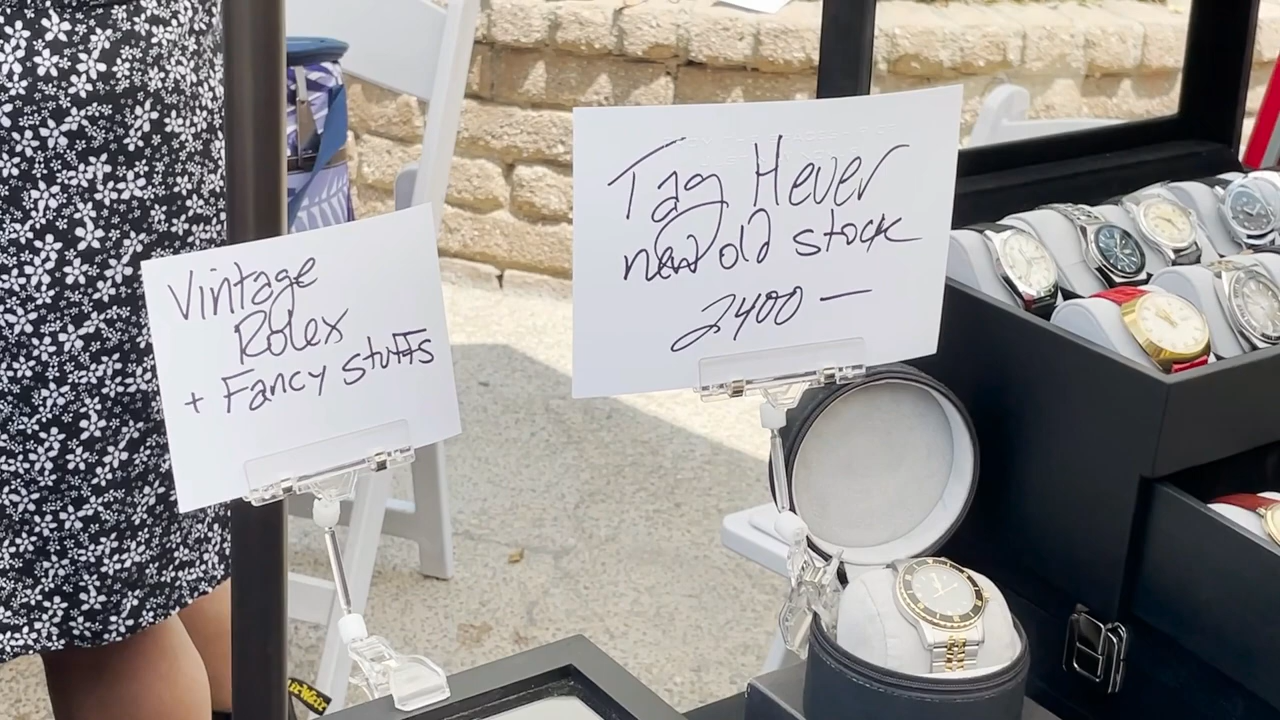 Vintage
Rolex
+ Fancy stuffs
Tag Hever
new old stock
2400 —